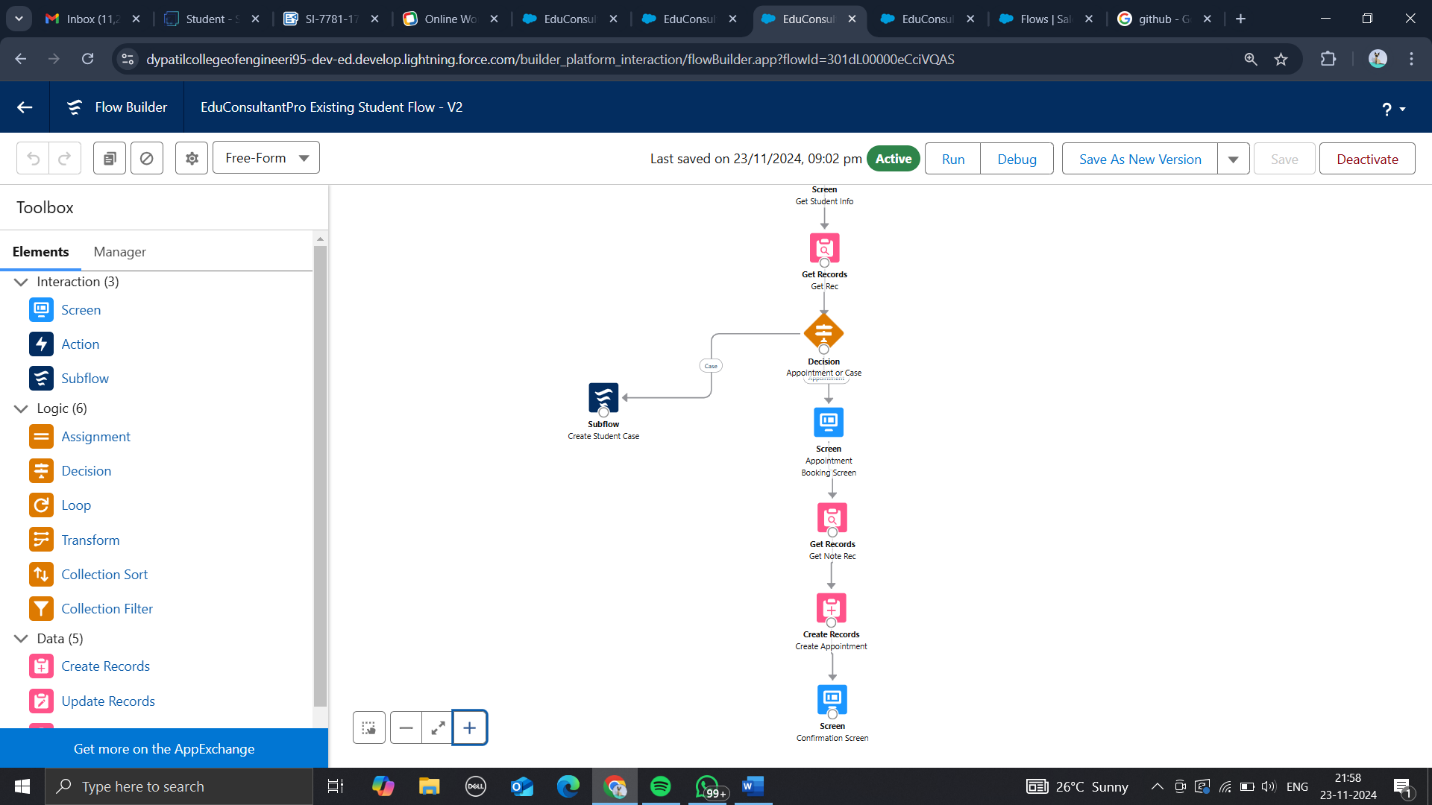 Inbox (11,
Student - S
SI-7781-17
Online Wo
EduConsul
EduConsul
EduConsul
EduConsul
Flows | Sal
github - G
dypatilcollegeofengineeri95-dev-ed.develop.lightning.force.com/builder_platform_interaction/flowBuilder.app?flowId=301dL00000eCciVQAS
Flow Builder
EduConsultantPro Existing Student Flow - V2
?
Free-Form
Last saved on 23/11/2024, 09:02 pm
Active
Run
Debug
Save As New Version
Save
Deactivate
Toolbox
Elements
Manager
Interaction (3)
Screen
Action
Subflow
Logic (6)
Assignment
Decision
Loop
Transform
Collection Sort
Collection Filter
Data (5)
Create Records
Update Records
Get more on the AppExchange
Screen
Get Student Info
Get Records
Get Rec
Decision
Appointment or Case
Appointment
Case
Subflow
Create Student Case
Screen
Appointment
Booking Screen
Get Records
Get Note Rec
Create Records
Create Appointment
Screen
Confirmation Screen
Type here to search
DELL
99+
26°C Sunny
ENG
21:58
23-11-2024
1